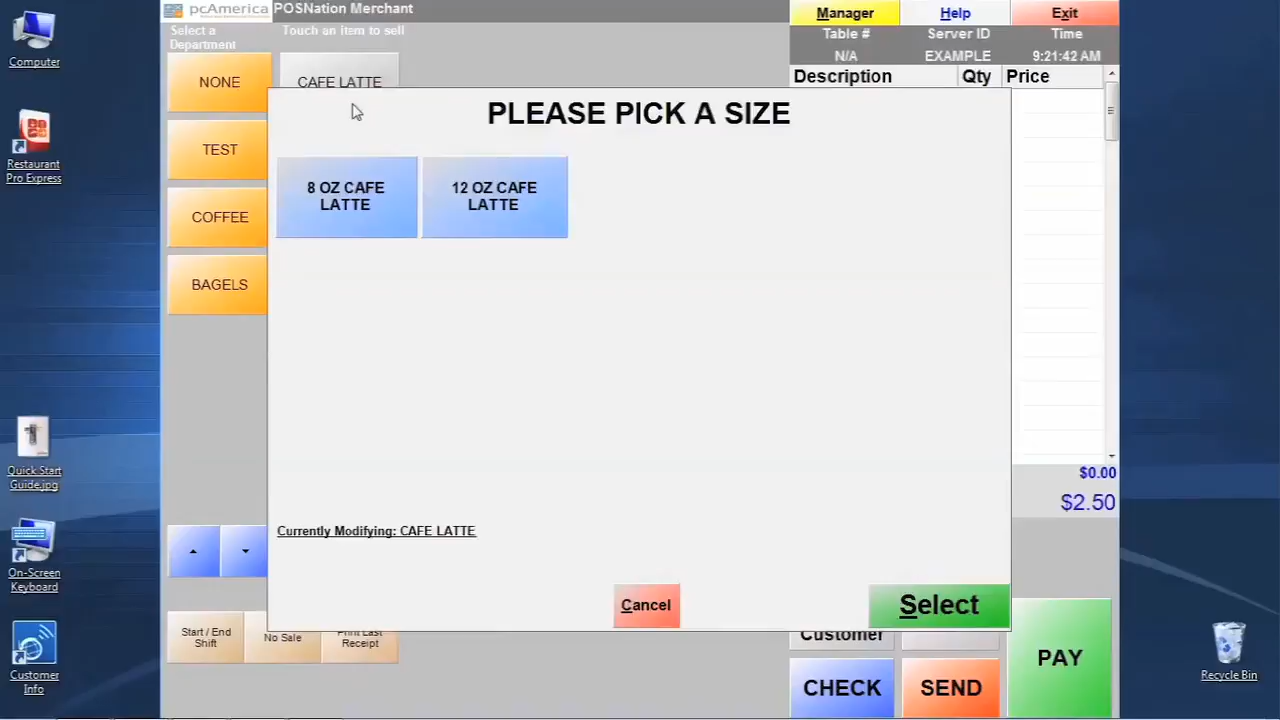 Computer
Restaurant
Pro Express
Quick Start
Guide.jpg
On-Screen
Keyboard
Customer
Info
pcAmerica
POSNation Merchant
Select a
Department
Touch an item to sell
NONE
TEST
COFFEE
BAGELS
CAFE LATTE
Manager
Help
Exit
Table #
Server ID
Time
N/A
EXAMPLE
9:21:42 AM
Description
Qty
Price
PLEASE PICK A SIZE
8 OZ CAFE
LATTE
12 OZ CAFE
LATTE
Currently Modifying: CAFE LATTE
Cancel
Select
$0.00
$2.50
Start / End
Shift
No Sale
Print Last
Receipt
Customer
CHECK
SEND
PAY
Recycle Bin